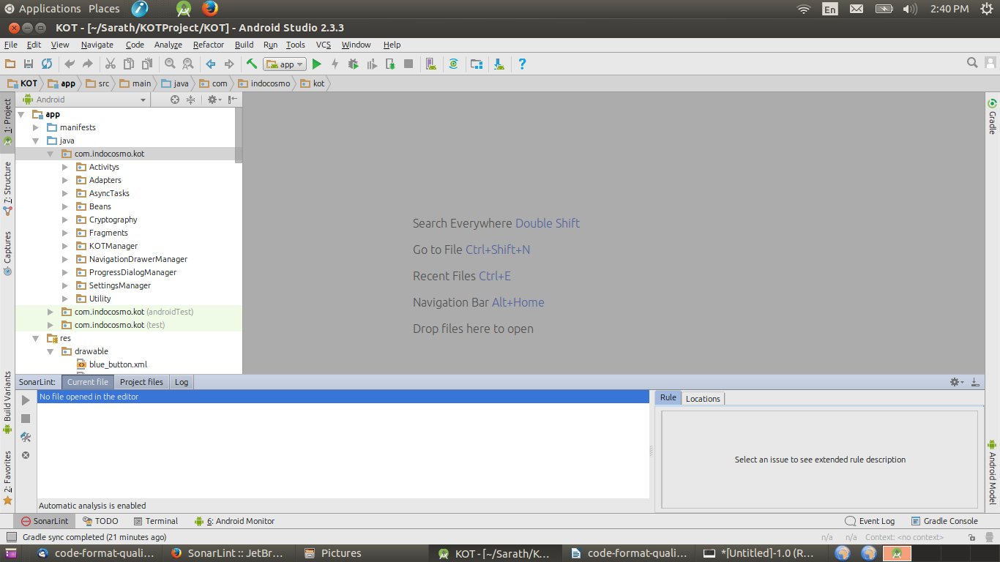 Applications Places En 2:40 PM
KOT - [~/Sarath/KOTProject/KOT] - Android Studio 2.3.3
File Edit View Navigate Code Analyze Refactor Build Run Tools VCS Window Help
app
KOT app src main java com indocosmo kot
1: Project
7: Structure
Captures
Build Variants
2: Favorites
Android
app
manifests
java
com.indocosmo.kot
Activitys
Adapters
AsyncTasks
Beans
Cryptography
Fragments
KOTManager
NavigationDrawerManager
ProgressDialogManager
SettingsManager
Utility
com.indocosmo.kot (androidTest)
com.indocosmo.kot (test)
res
drawable
blue_button.xml
Search Everywhere Double Shift
Go to File Ctrl+Shift+N
Recent Files Ctrl+E
Navigation Bar Alt+Home
Drop files here to open
Gradle
Android Model
SonarLint: Current file Project files Log
No file opened in the editor
Automatic analysis is enabled
Rule Locations
Select an issue to see extended rule description
SonarLint TODO Terminal 6: Android Monitor Event Log Gradle Console
Gradle sync completed (21 minutes ago) n/a n/a Context: <no context>
code-format-quali... SonarLint :: JetBr... Pictures KOT - [~/Sarath/K... code-format-quali... *[Untitled]-1.0 (R...